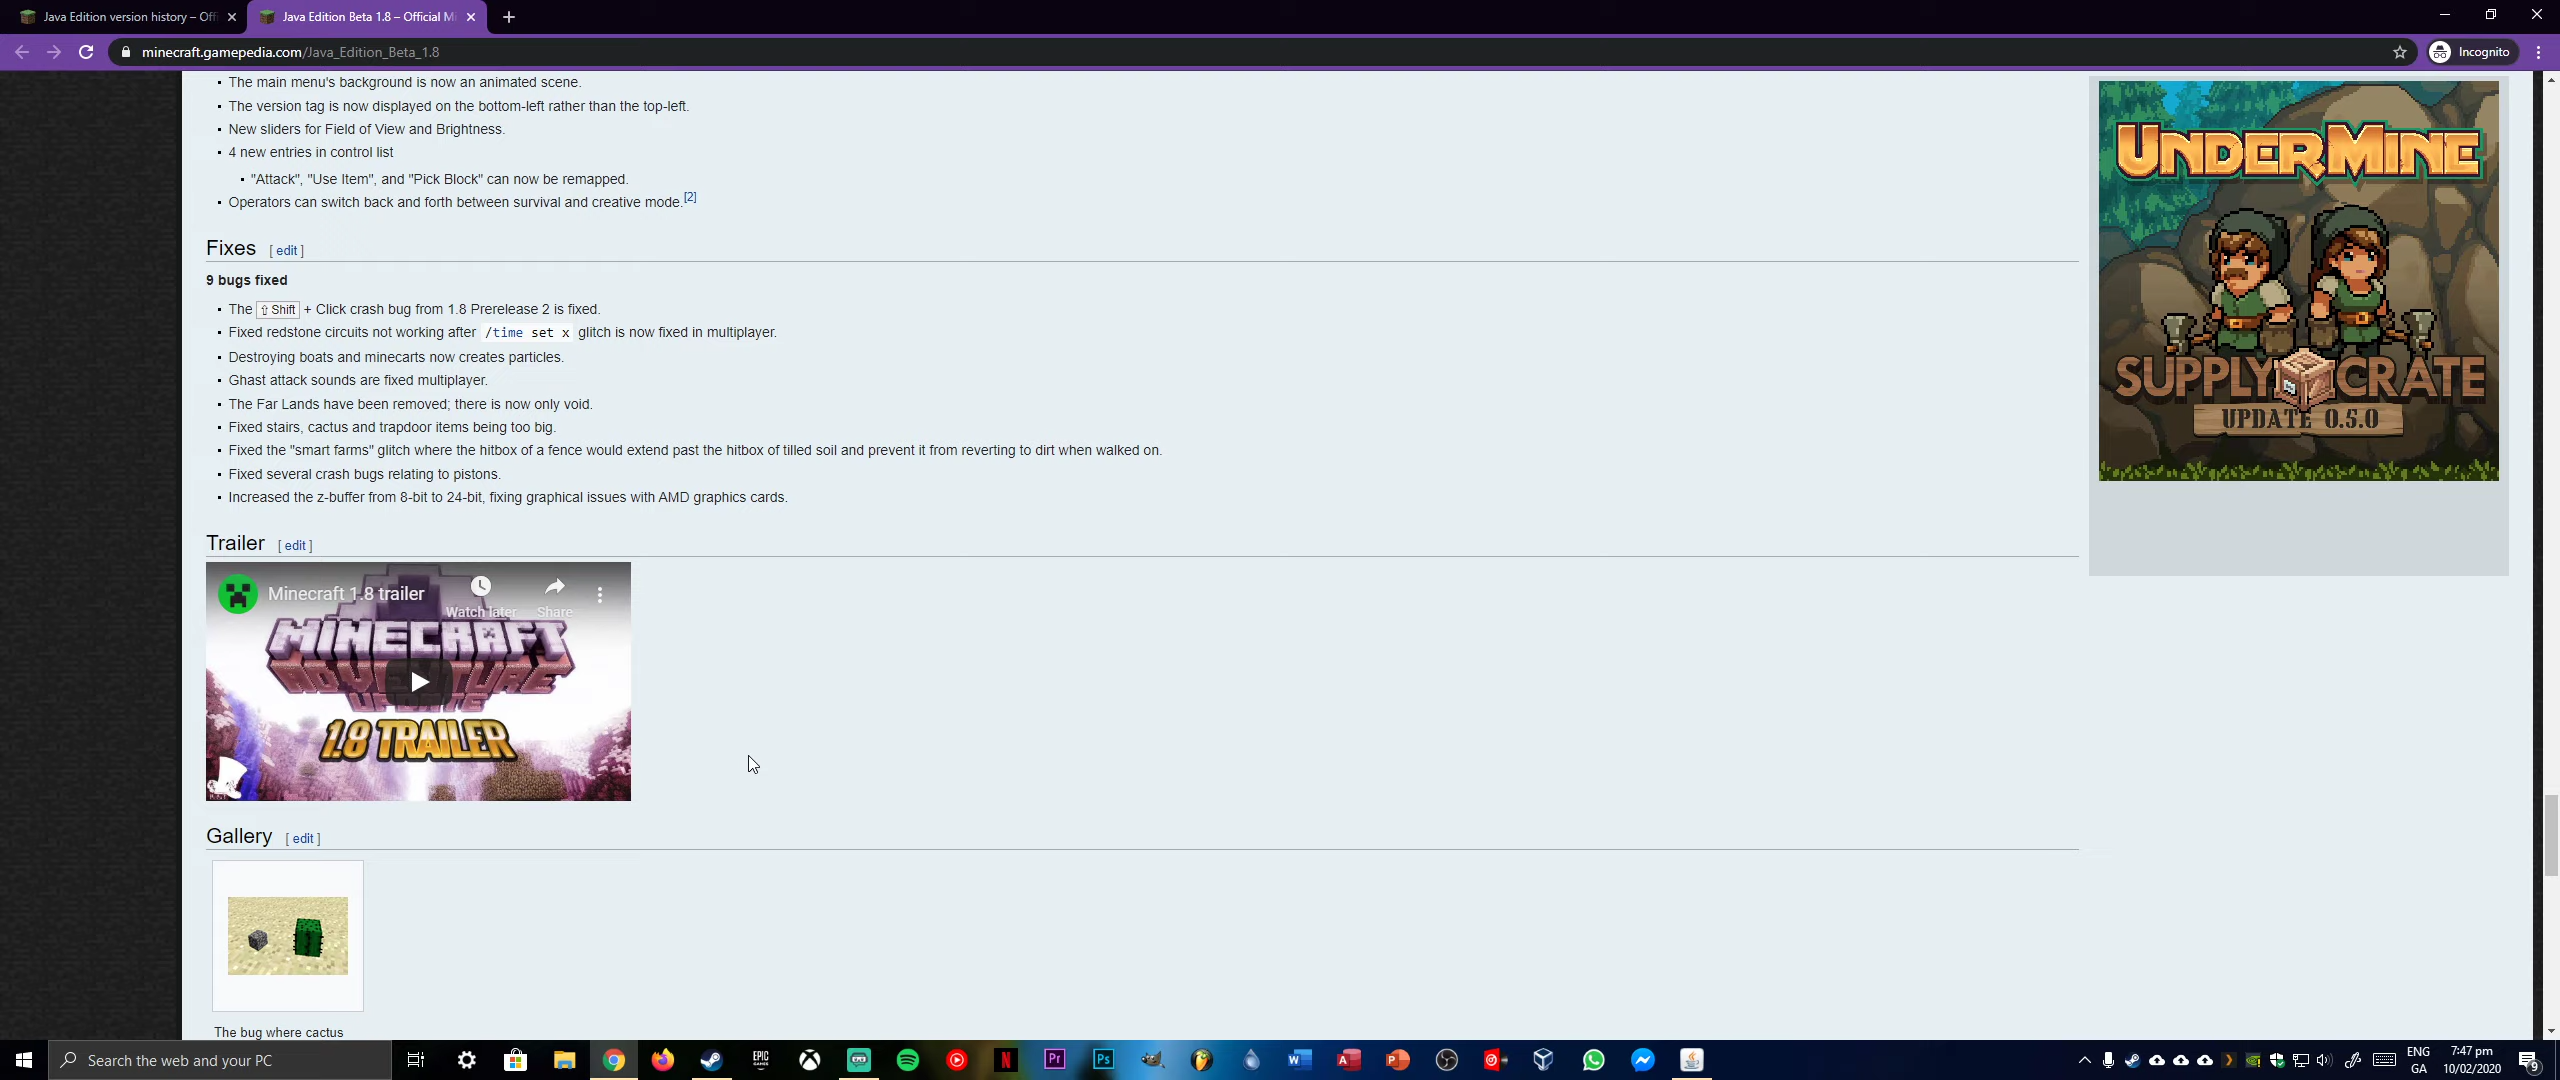 Java Edition version history – Offi
Java Edition Beta 1.8 – Official Mi
minecraft.gamepedia.com/Java_Edition_Beta_1.8
Incognito
The main menu's background is now an animated scene.
The version tag is now displayed on the bottom-left rather than the top-left.
New sliders for Field of View and Brightness.
4 new entries in control list
"Attack", "Use Item", and "Pick Block" can now be remapped.
Operators can switch back and forth between survival and creative mode.[2]
Fixes [ edit ]
9 bugs fixed
The ⇧ Shift + Click crash bug from 1.8 Prerelease 2 is fixed.
Fixed redstone circuits not working after /time set x glitch is now fixed in multiplayer.
Destroying boats and minecarts now creates particles.
Ghast attack sounds are fixed multiplayer.
The Far Lands have been removed; there is now only void.
Fixed stairs, cactus and trapdoor items being too big.
Fixed the "smart farms" glitch where the hitbox of a fence would extend past the hitbox of tilled soil and prevent it from reverting to dirt when walked on.
Fixed several crash bugs relating to pistons.
Increased the z-buffer from 8-bit to 24-bit, fixing graphical issues with AMD graphics cards.
UNDERMINE
SUPPLY CRATE
UPDATE 0.5.0
Trailer [ edit ]
Minecraft 1.8 trailer
Watch later
Share
MINECRAFT
ADVENTURE
UPDATE
1.8 TRAILER
Gallery [ edit ]
The bug where cactus
Search the web and your PC
EPIC
GAMES
N
Pr
Ps
W
A
P
ENG
GA
7:47 pm
10/02/2020
9